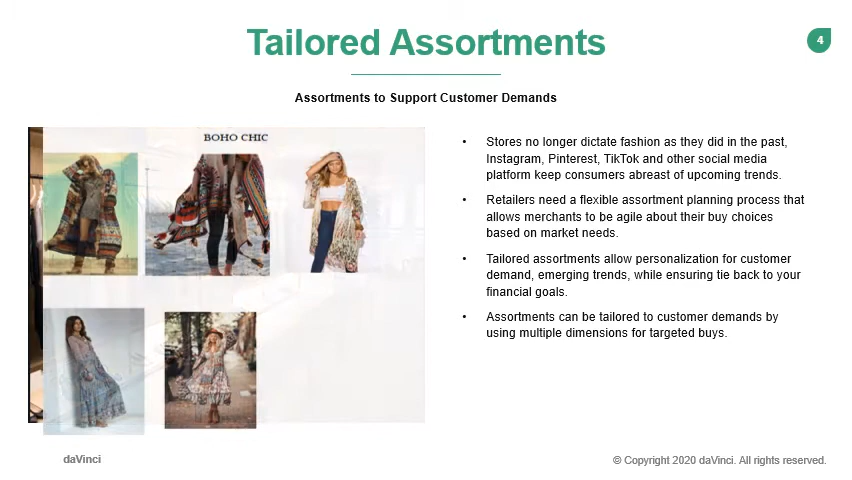 Tailored Assortments
4
Assortments to Support Customer Demands
BOHO CHIC
• Stores no longer dictate fashion as they did in the past,
Instagram, Pinterest, TikTok and other social media
platform keep consumers abreast of upcoming trends.
• Retailers need a flexible assortment planning process that
allows merchants to be agile about their buy choices
based on market needs.
• Tailored assortments allow personalization for customer
demand, emerging trends, while ensuring tie back to your
financial goals.
• Assortments can be tailored to customer demands by
using multiple dimensions for targeted buys.
daVinci
© Copyright 2020 daVinci. All rights reserved.